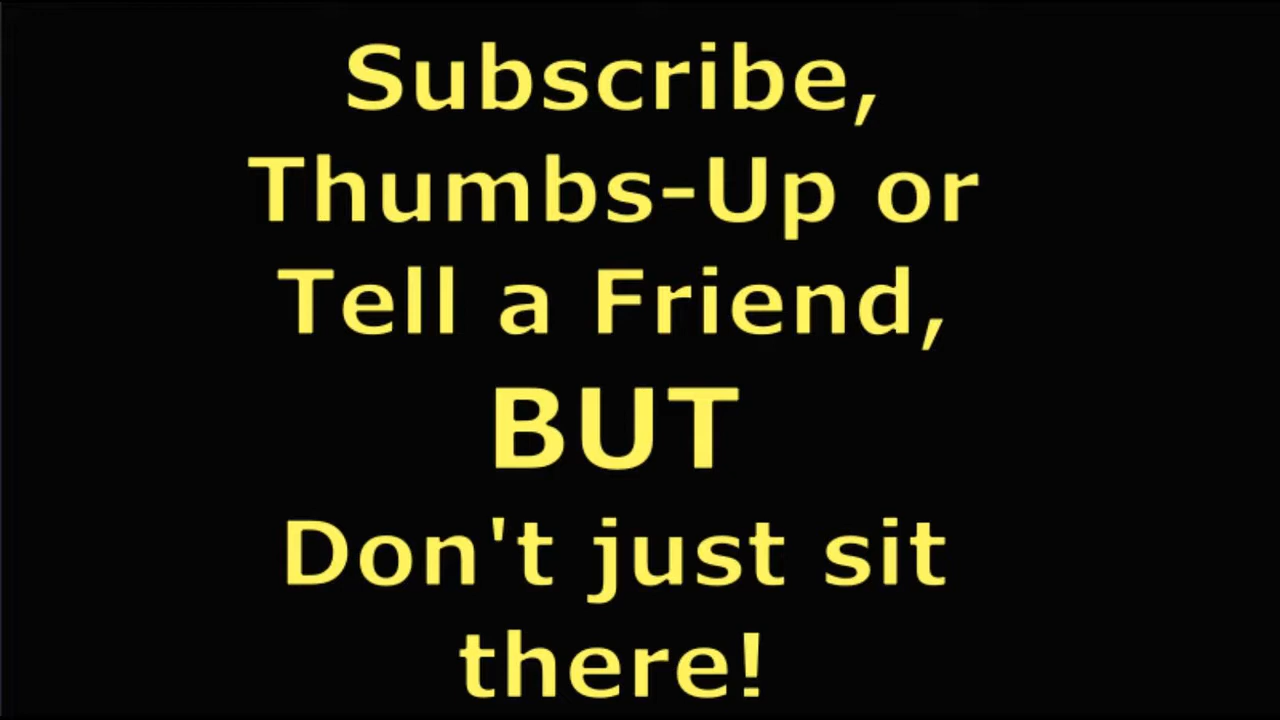 Subscribe,
Thumbs-Up or
Tell a Friend,
BUT
Don't just sit
there!